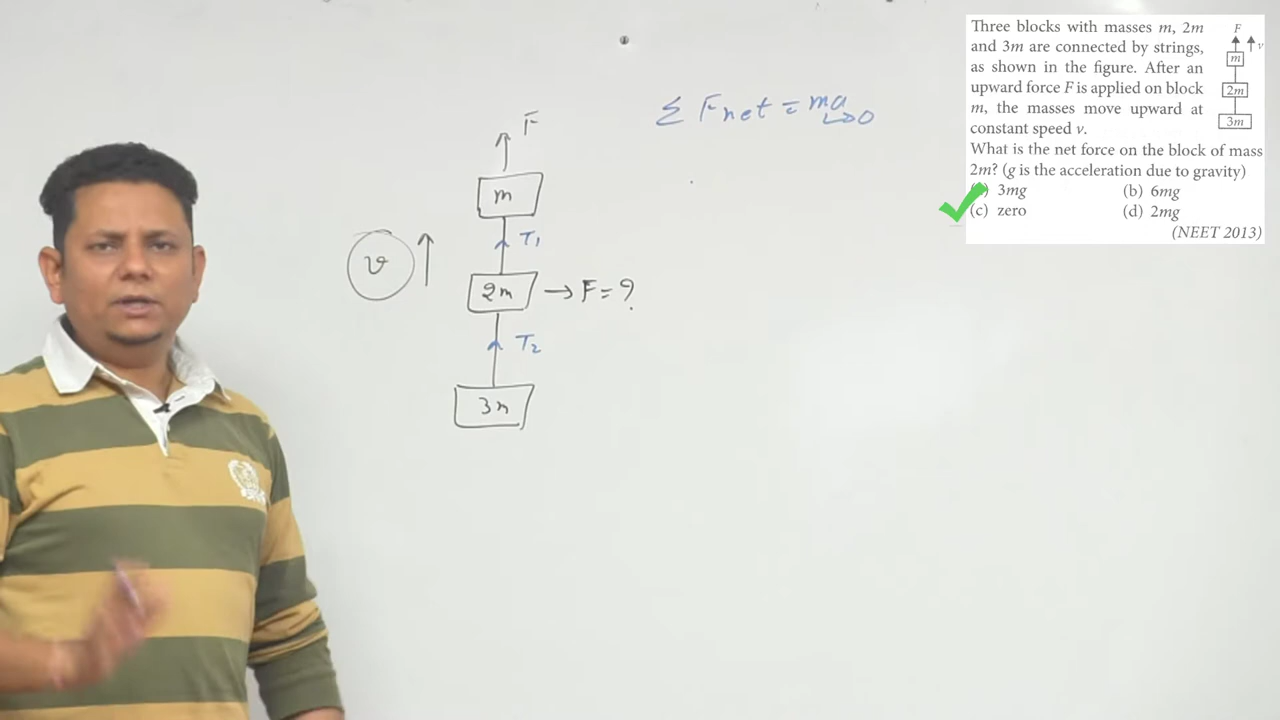 Σ Fnet = ma
→0
F
m
T1
v
2m → F = ?
T2
3m
Three blocks with masses m, 2m
and 3m are connected by strings,
as shown in the figure. After an
upward force F is applied on block
m, the masses move upward at
constant speed v.
F
v
m
2m
3m
What is the net force on the block of mass
2m? (g is the acceleration due to gravity)
3mg (b) 6mg
(c) zero (d) 2mg
(NEET 2013)